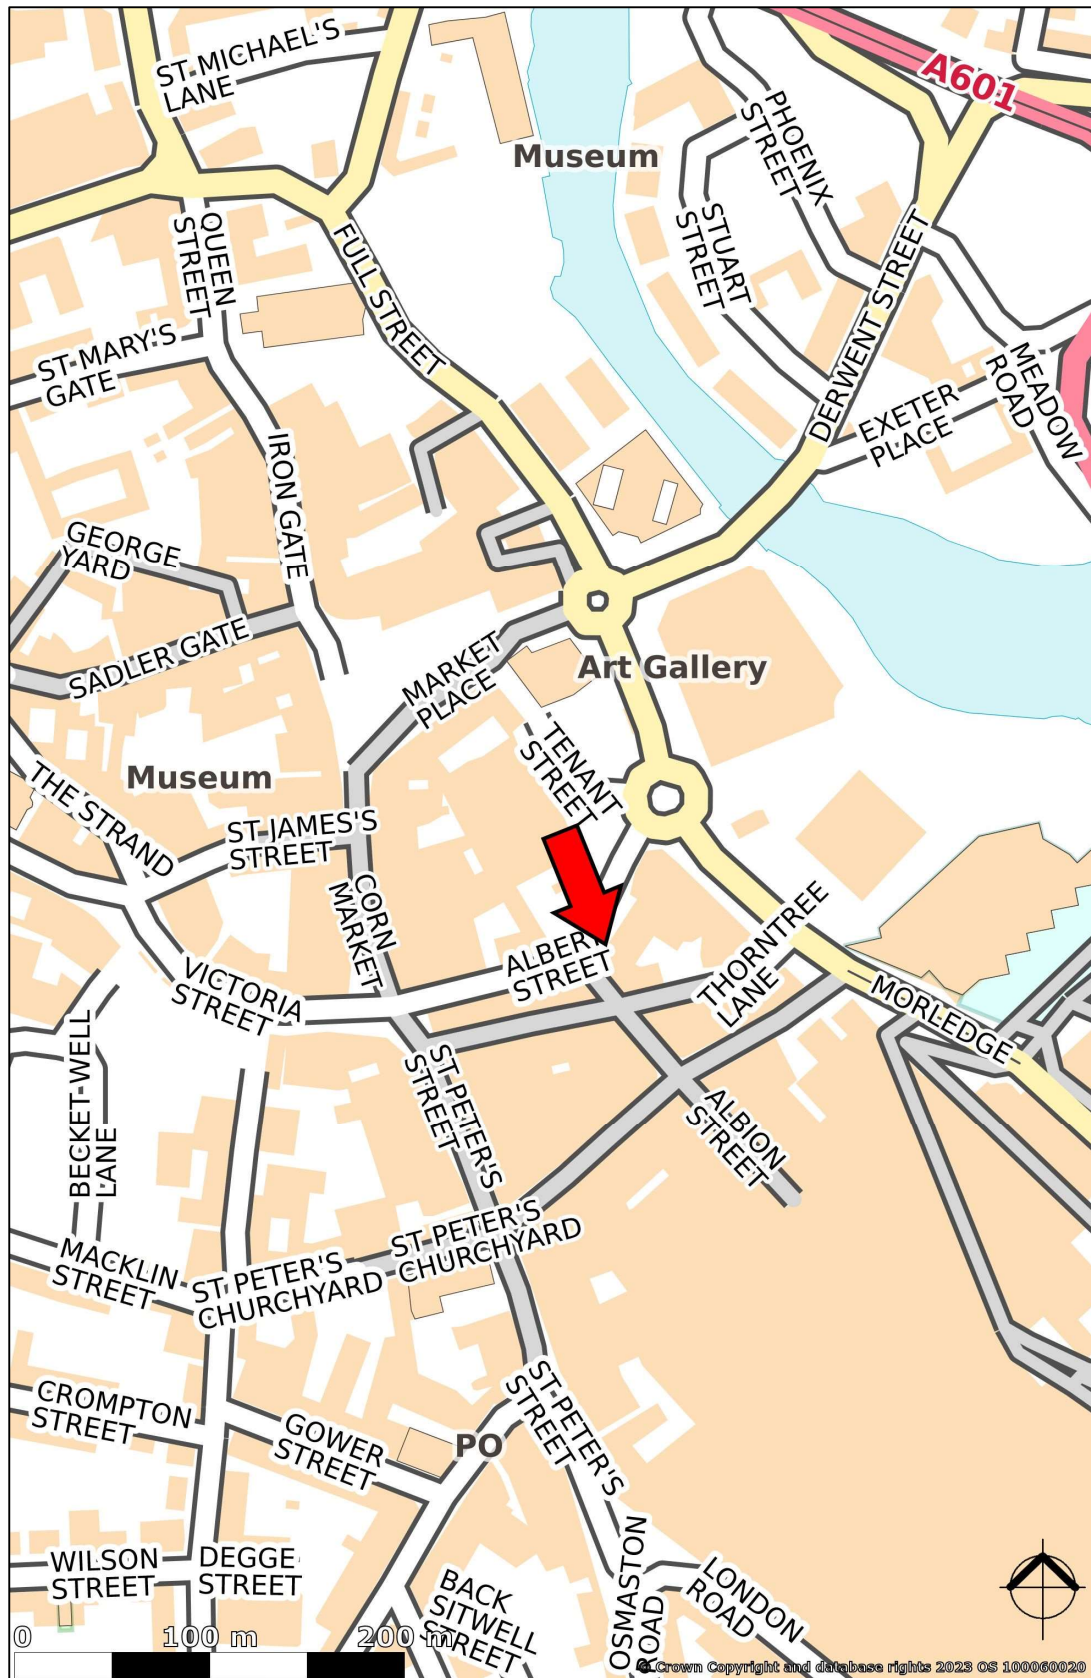 ST MICHAEL'S
LANE
A601
Museum
PHOENIX
STREET
QUEEN
STREET
STUART
STREET
FULL STREET
DERWENT STREET
ST MARY'S
GATE
MEADOW
ROAD
EXETER
PLACE
IRON GATE
GEORGE
YARD
SADLER GATE
MARKET
PLACE
Art Gallery
TENANT
STREET
Museum
THE STRAND
ST JAMES'S
STREET
CORN
MARKET
ALBERT
STREET
THORNTREE
LANE
VICTORIA
STREET
MORLEDGE
BECKET WELL
LANE
ST PETER'S
STREET
ALBION
STREET
ST PETER'S
CHURCHYARD
MACKLIN
STREET
ST PETER'S
CHURCHYARD
CROMPTON
STREET
GOWER
STREET
PO
ST PETER'S
STREET
WILSON
STREET
DEGGE
STREET
BACK
SITWELL
STREET
OSMASTON
ROAD
LONDON
ROAD
0 100 m 200 m
© Crown Copyright and database rights 2023 OS 100060020